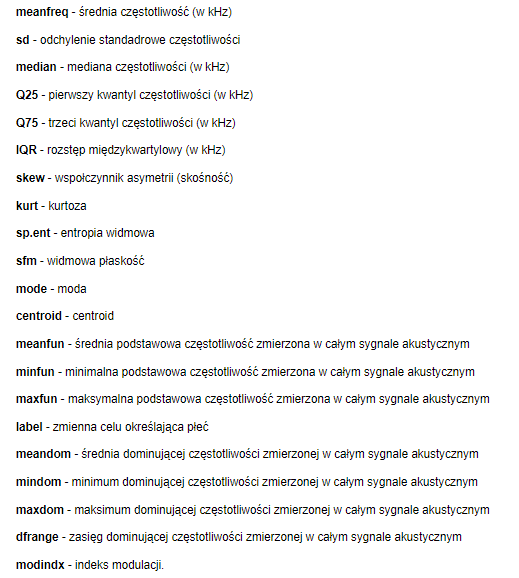 meanfreq - średnia częstotliwość (w kHz)
sd - odchylenie standadrowe częstotliwości
median - mediana częstotliwości (w kHz)
Q25 - pierwszy kwantyl częstotliwości (w kHz)
Q75 - trzeci kwantyl częstotliwości (w kHz)
IQR - rozstęp międzykwartylowy (w kHz)
skew - wspołczynnik asymetrii (skośność)
kurt - kurtoza
sp.ent - entropia widmowa
sfm - widmowa płaskość
mode - moda
centroid - centroid
meanfun - średnia podstawowa częstotliwość zmierzona w całym sygnale akustycznym
minfun - minimalna podstawowa częstotliwość zmierzona w całym sygnale akustycznym
maxfun - maksymalna podstawowa częstotliwość zmierzona w całym sygnale akustycznym
label - zmienna celu określająca płeć
meandom - średnia dominującej częstotliwości zmierzonej w całym sygnale akustycznym
mindom - minimum dominującej częstotliwości zmierzonej w całym sygnale akustycznym
maxdom - maksimum dominującej częstotliwości zmierzonej w całym sygnale akustycznym
dfrange - zasięg dominującej częstotliwości zmierzonej w całym sygnale akustycznym
modindx - indeks modulacji.